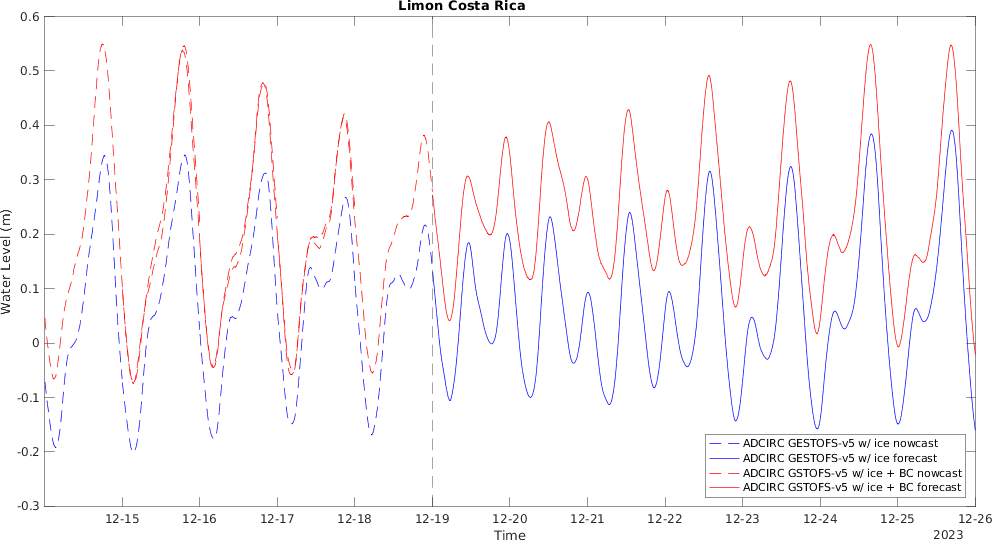 Limon Costa Rica
0.6
0.5
0.4
0.3
0.2
0.1
0
-0.1
-0.2
-0.3
Water Level (m)
ADCIRC GESTOFS-v5 w/ ice nowcast
ADCIRC GESTOFS-v5 w/ ice forecast
ADCIRC GSTOFS-v5 w/ ice + BC nowcast
ADCIRC GSTOFS-v5 w/ ice + BC forecast
12-15 12-16 12-17 12-18 12-19 12-20 12-21 12-22 12-23 12-24 12-25 12-26
Time
2023